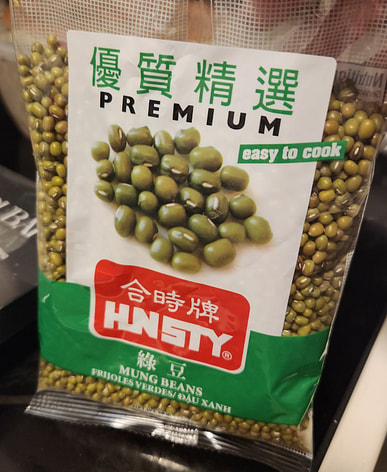 優質精選
PREMIUM
easy to cook
合時牌
HNSTY®
綠豆
MUNG BEANS
FRIJOLES VERDES/ ĐẬU XANH